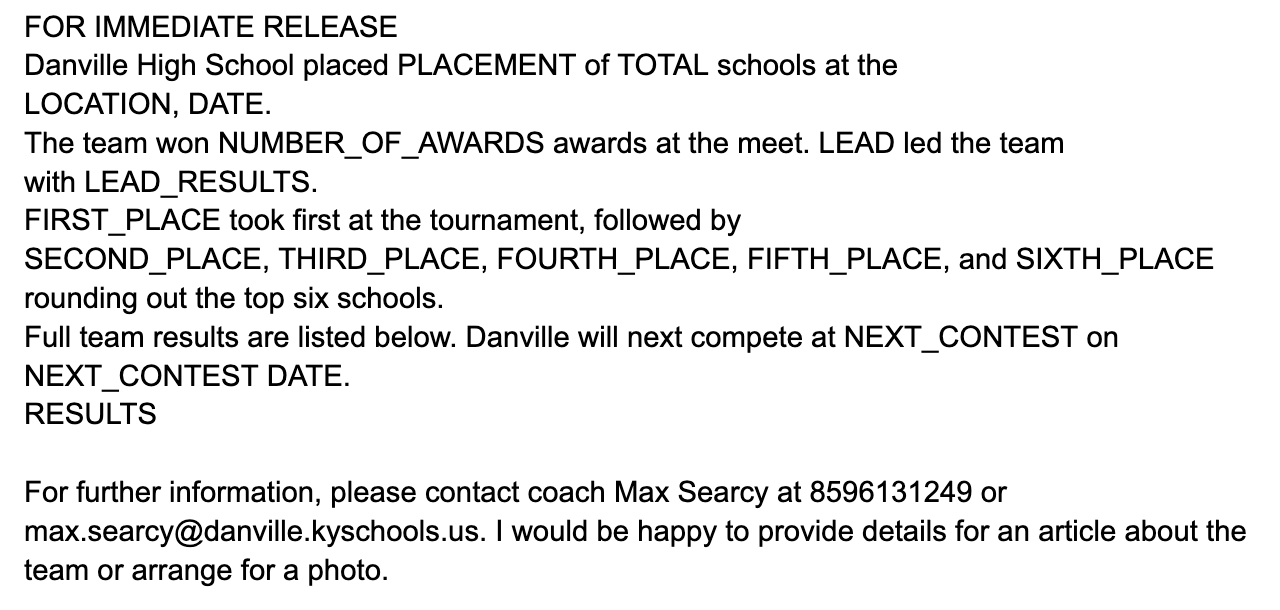 FOR IMMEDIATE RELEASE
Danville High School placed PLACEMENT of TOTAL schools at the
LOCATION, DATE.
The team won NUMBER_OF_AWARDS awards at the meet. LEAD led the team
with LEAD_RESULTS.
FIRST_PLACE took first at the tournament, followed by
SECOND_PLACE, THIRD_PLACE, FOURTH_PLACE, FIFTH_PLACE, and SIXTH_PLACE
rounding out the top six schools.
Full team results are listed below. Danville will next compete at NEXT_CONTEST on
NEXT_CONTEST DATE.
RESULTS
For further information, please contact coach Max Searcy at 8596131249 or
max.searcy@danville.kyschools.us. I would be happy to provide details for an article about the
team or arrange for a photo.